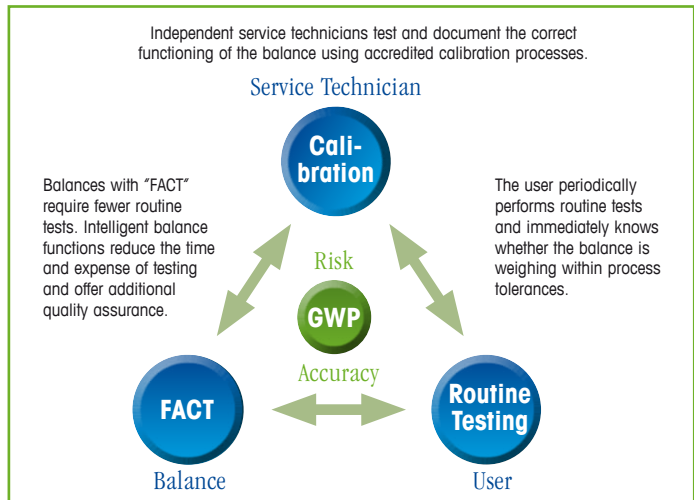 Independent service technicians test and document the correct
functioning of the balance using accredited calibration processes.
Service Technician
Cali-
bration
Balances with "FACT"
require fewer routine
tests. Intelligent balance
functions reduce the time
and expense of testing
and offer additional
quality assurance.
The user periodically
performs routine tests
and immediately knows
whether the balance is
weighing within process
tolerances.
Risk
GWP
Accuracy
FACT
Balance
Routine
Testing
User